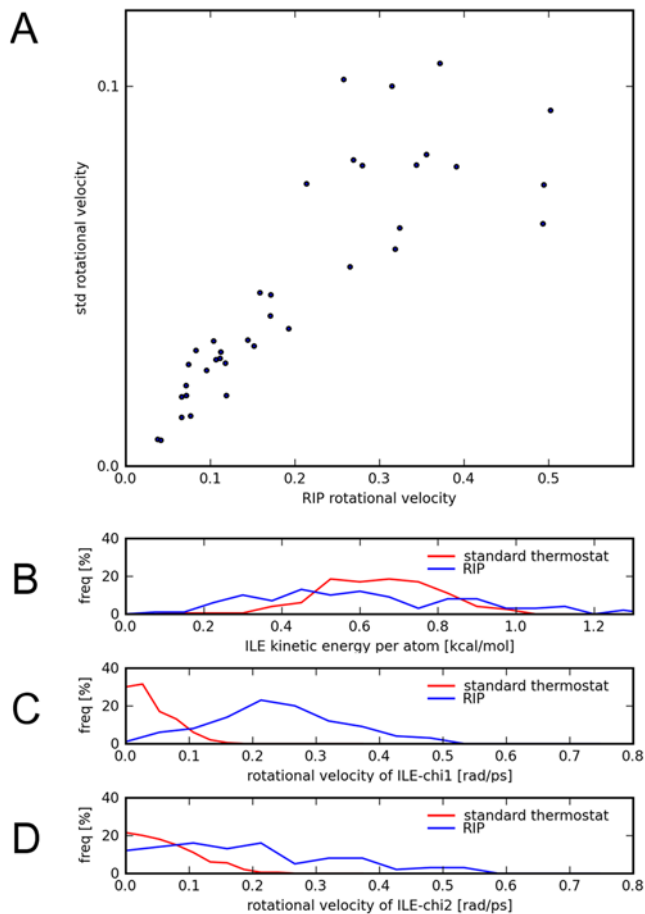 A
std rotational velocity
0.1
0.0
0.0 0.1 0.2 0.3 0.4 0.5
RIP rotational velocity
B
freq [%]
40
20
0
standard thermostat
RIP
0.0 0.2 0.4 0.6 0.8 1.0 1.2
ILE kinetic energy per atom [kcal/mol]
C
freq [%]
40
20
0
standard thermostat
RIP
0.0 0.1 0.2 0.3 0.4 0.5 0.6 0.7 0.8
rotational velocity of ILE-chi1 [rad/ps]
D
freq [%]
40
20
0
standard thermostat
RIP
0.0 0.1 0.2 0.3 0.4 0.5 0.6 0.7 0.8
rotational velocity of ILE-chi2 [rad/ps]